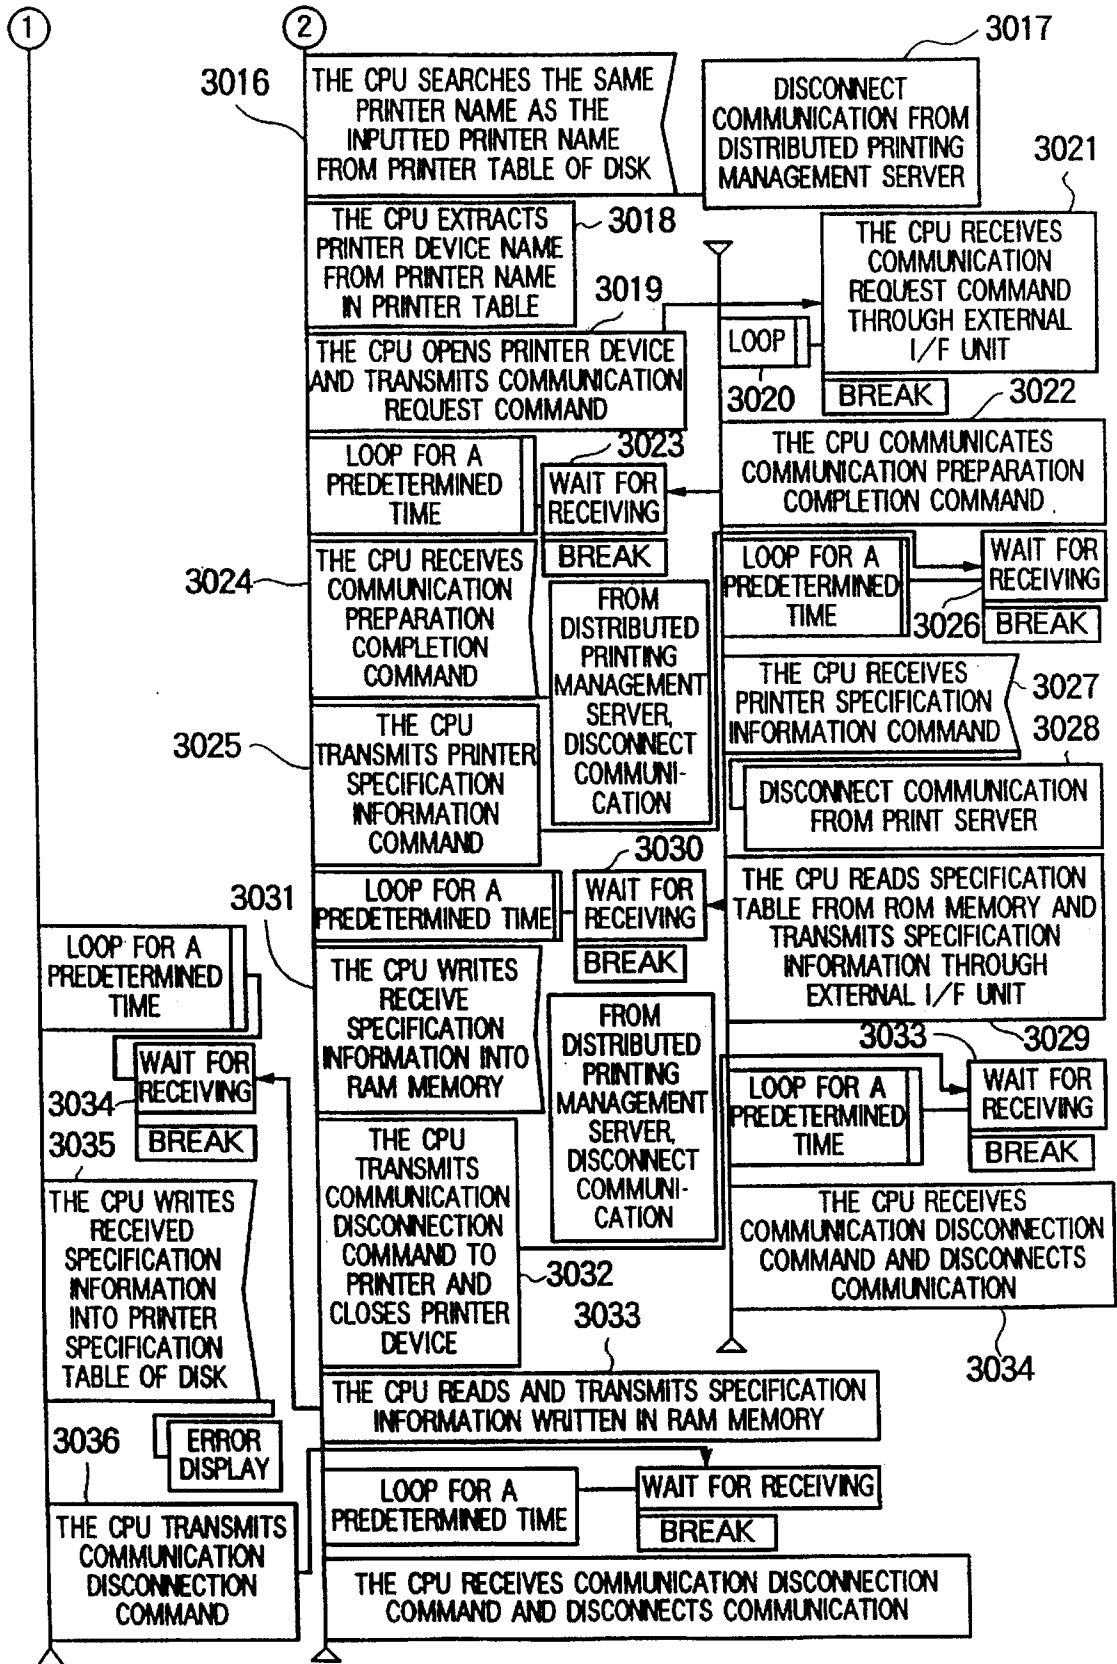 1
2
3016
THE CPU SEARCHES THE SAME
PRINTER NAME AS THE
INPUTTED PRINTER NAME
FROM PRINTER TABLE OF DISK
3017
DISCONNECT
COMMUNICATION FROM
DISTRIBUTED PRINTING
MANAGEMENT SERVER
3021
THE CPU EXTRACTS
PRINTER DEVICE NAME
FROM PRINTER NAME
IN PRINTER TABLE
3018
THE CPU RECEIVES
COMMUNICATION
REQUEST COMMAND
THROUGH EXTERNAL
I/F UNIT
3019
LOOP
3020
BREAK
THE CPU OPENS PRINTER DEVICE
AND TRANSMITS COMMUNICATION
REQUEST COMMAND
3022
THE CPU COMMUNICATES
COMMUNICATION PREPARATION
COMPLETION COMMAND
LOOP FOR A
PREDETERMINED
TIME
3023
WAIT FOR
RECEIVING
BREAK
3024
THE CPU RECEIVES
COMMUNICATION
PREPARATION
COMPLETION
COMMAND
FROM
DISTRIBUTED
PRINTING
MANAGEMENT
SERVER,
DISCONNECT
COMMUNI-
CATION
LOOP FOR A
PREDETERMINED
TIME
WAIT FOR
RECEIVING
3026
BREAK
THE CPU RECEIVES
PRINTER SPECIFICATION
INFORMATION COMMAND
3027
3028
3025
THE CPU
TRANSMITS PRINTER
SPECIFICATION
INFORMATION
COMMAND
DISCONNECT COMMUNICATION
FROM PRINT SERVER
3030
LOOP FOR A
PREDETERMINED TIME
WAIT FOR
RECEIVING
BREAK
THE CPU READS SPECIFICATION
TABLE FROM ROM MEMORY AND
TRANSMITS SPECIFICATION
INFORMATION THROUGH
EXTERNAL I/F UNIT
3029
3031
THE CPU WRITES
RECEIVE
SPECIFICATION
INFORMATION INTO
RAM MEMORY
FROM
DISTRIBUTED
PRINTING
MANAGEMENT
SERVER,
DISCONNECT
COMMUNI-
CATION
LOOP FOR A
PREDETERMINED
TIME
WAIT FOR
RECEIVING
3034
BREAK
3033
LOOP FOR A
PREDETERMINED
TIME
WAIT FOR
RECEIVING
BREAK
3035
THE CPU WRITES
RECEIVED
SPECIFICATION
INFORMATION
INTO PRINTER
SPECIFICATION
TABLE OF DISK
THE CPU
TRANSMITS
COMMUNICATION
DISCONNECTION
COMMAND TO
PRINTER AND
CLOSES PRINTER
DEVICE
3032
THE CPU RECEIVES
COMMUNICATION DISCONNECTION
COMMAND AND DISCONNECTS
COMMUNICATION
3034
3033
THE CPU READS AND TRANSMITS SPECIFICATION
INFORMATION WRITTEN IN RAM MEMORY
3036
ERROR
DISPLAY
LOOP FOR A
PREDETERMINED TIME
WAIT FOR RECEIVING
BREAK
THE CPU TRANSMITS
COMMUNICATION
DISCONNECTION
COMMAND
THE CPU RECEIVES COMMUNICATION DISCONNECTION
COMMAND AND DISCONNECTS COMMUNICATION